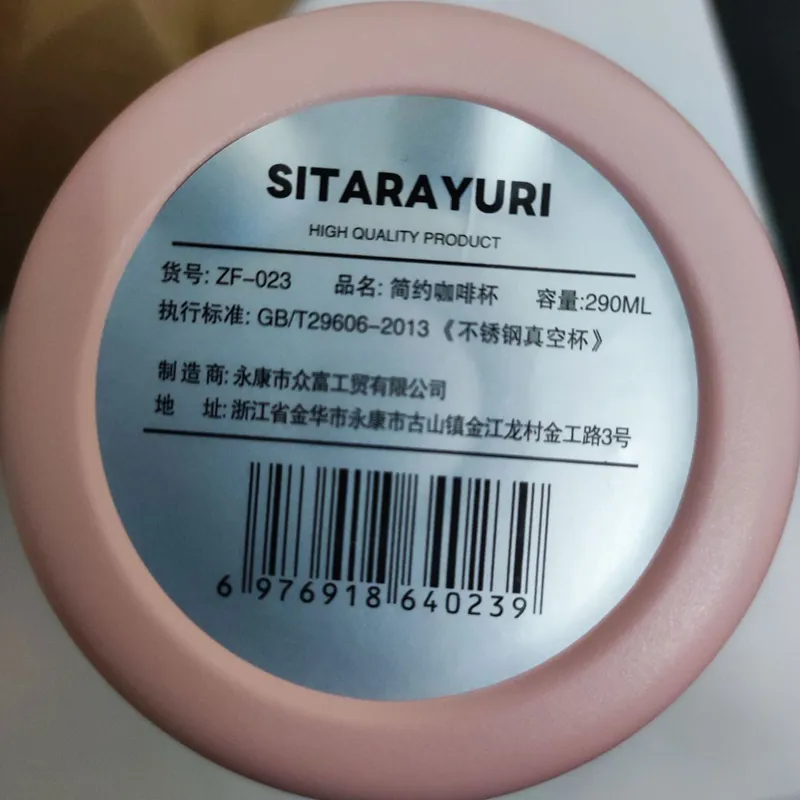 SITARAYURI
HIGH QUALITY PRODUCT
货号: ZF-023 品名: 简约咖啡杯 容量:290ML
执行标准: GB/T29606-2013《不锈钢真空杯》
制造商: 永康市众富工贸有限公司
地 址: 浙江省金华市永康市古山镇金江龙村金工路3号
6 976918 640239